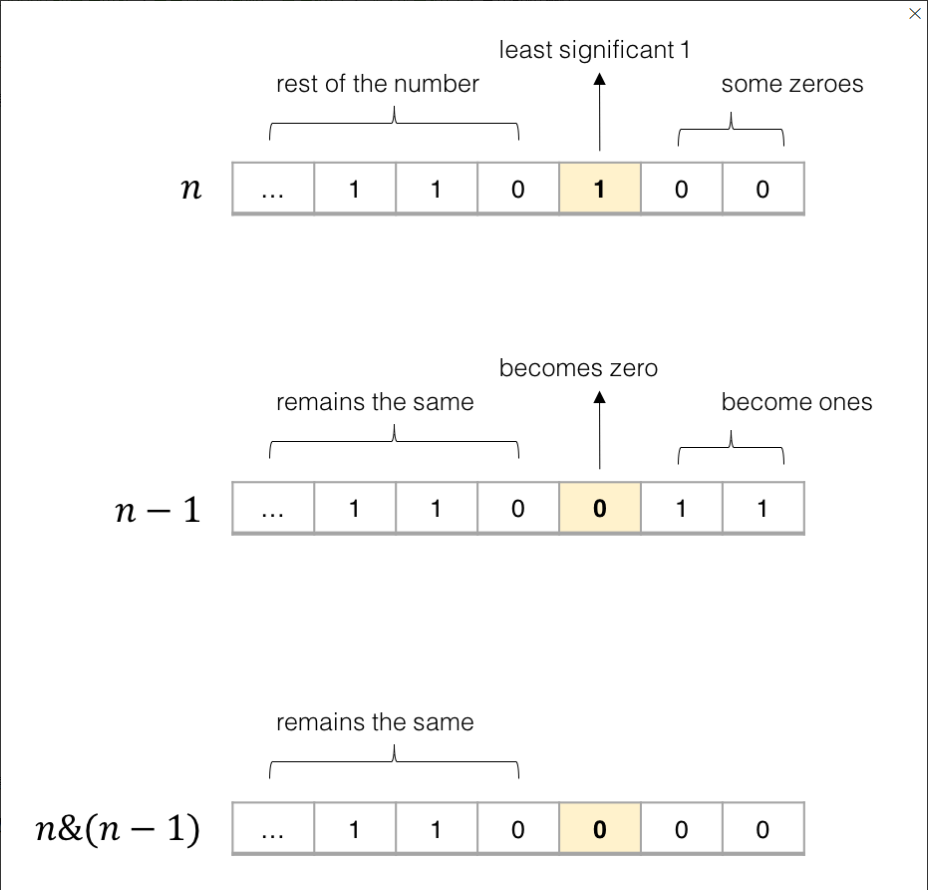 least significant 1
rest of the number
some zeroes
n ... 1 1 0 1 0 0
becomes zero
remains the same
become ones
n − 1 ... 1 1 0 0 1 1
remains the same
n&(n − 1) ... 1 1 0 0 0 0